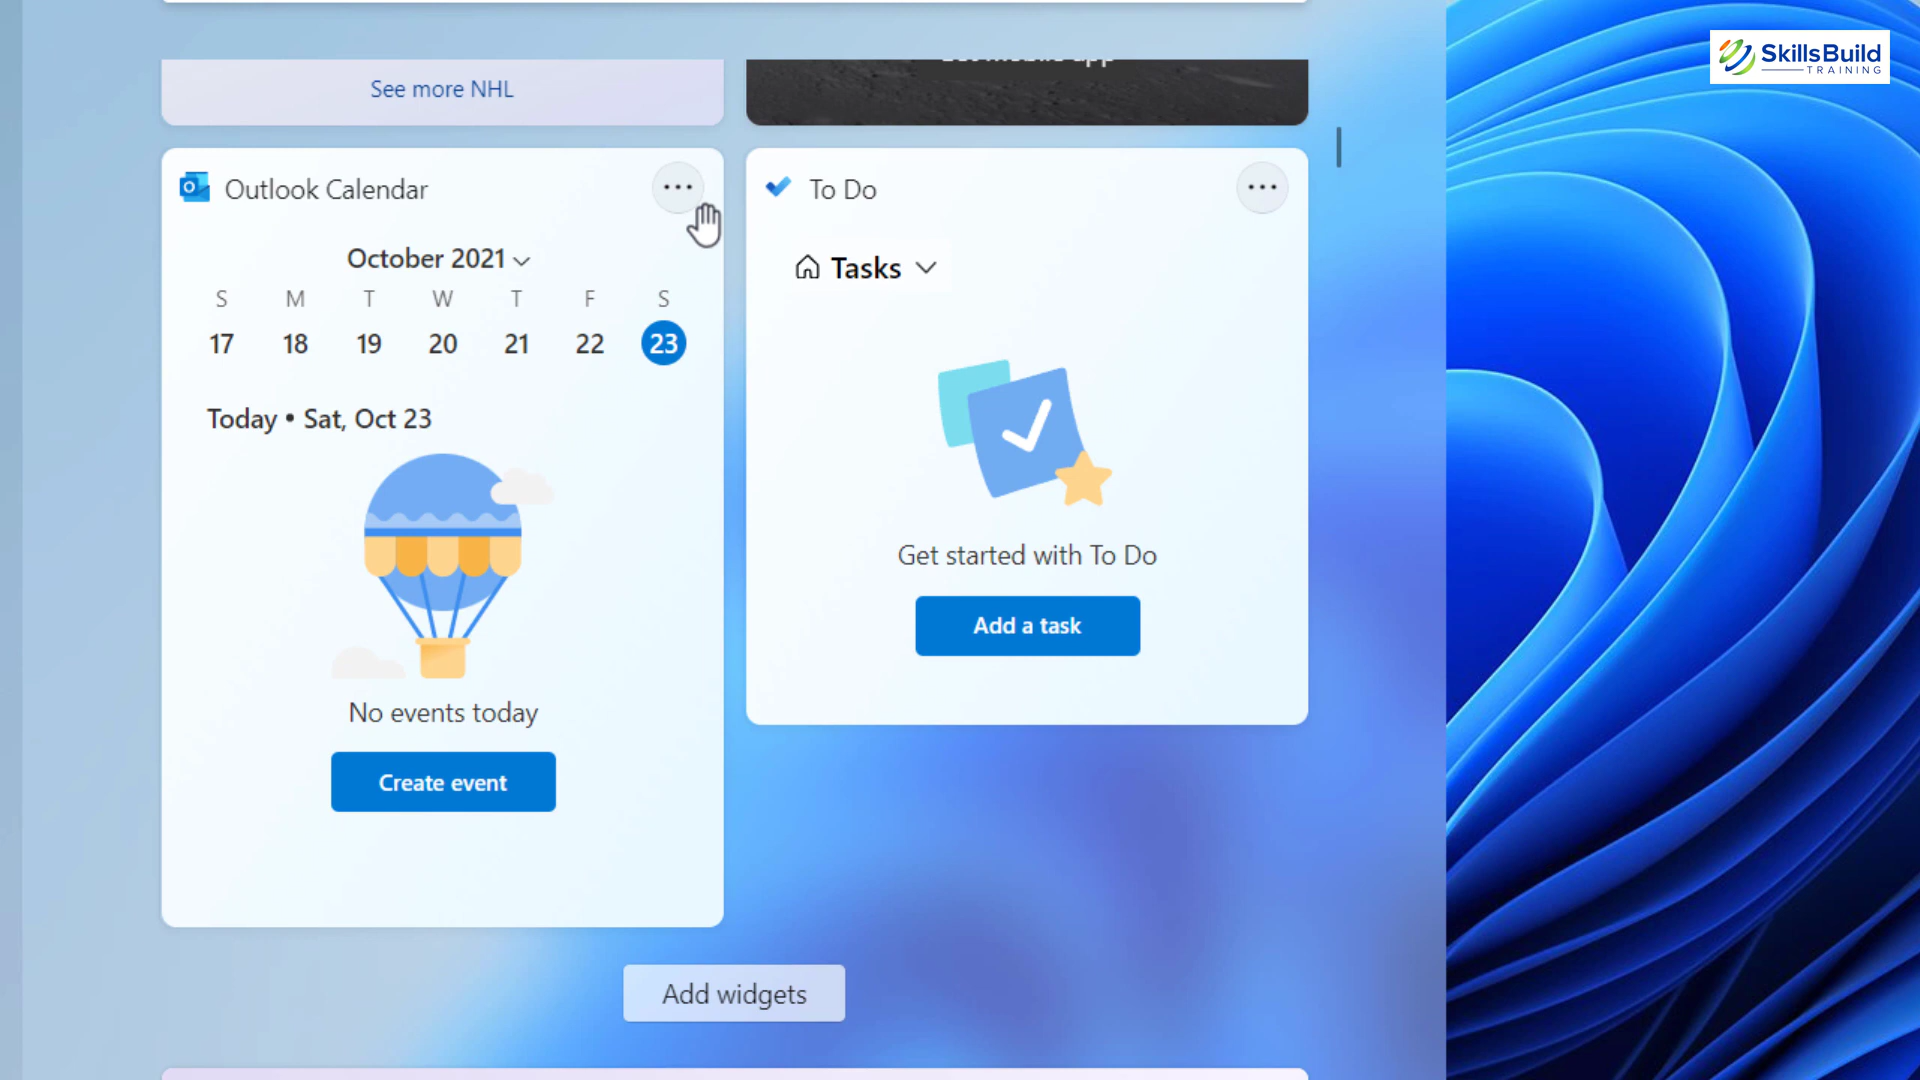 SkillsBuild
TRAINING
See more NHL
Outlook Calendar
October 2021
S M T W T F S
17 18 19 20 21 22 23
Today • Sat, Oct 23
No events today
Create event
To Do
Tasks
Get started with To Do
Add a task
Add widgets